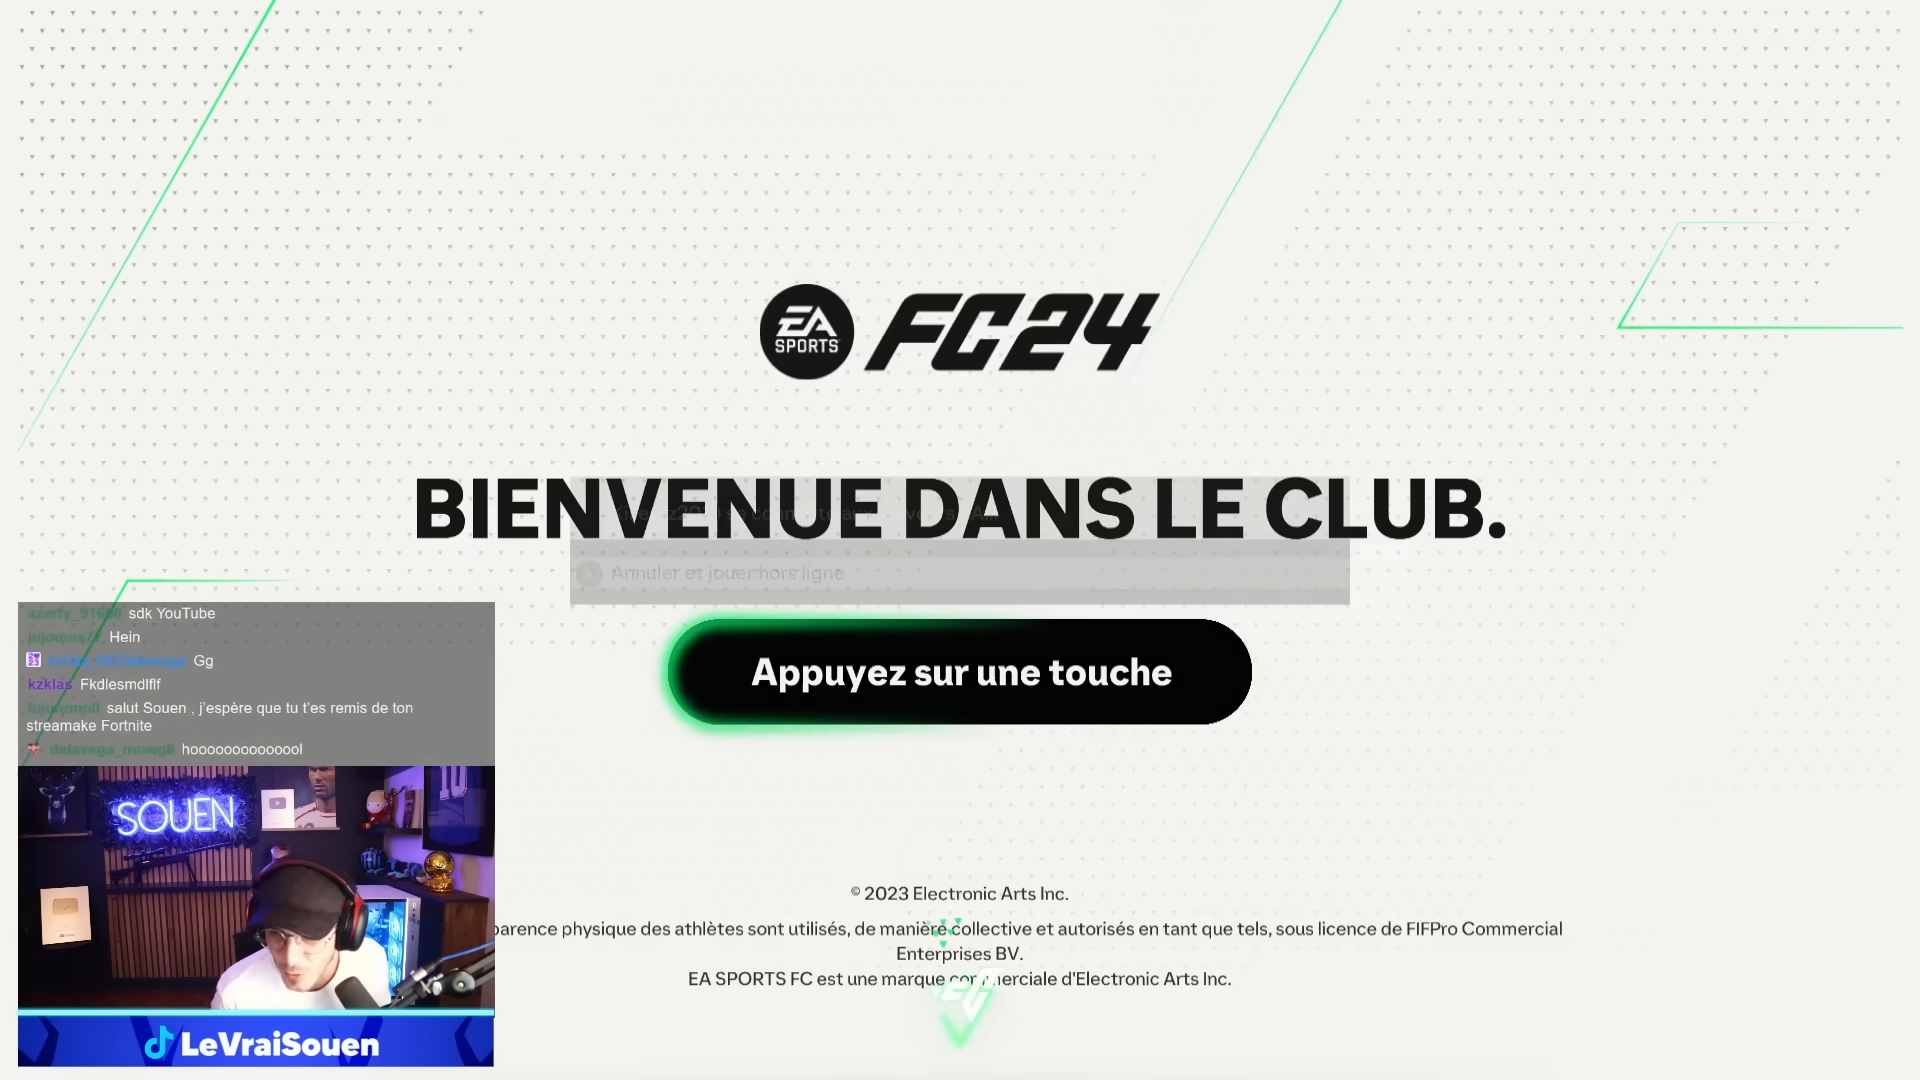 EA
SPORTS
FC24
BIENVENUE DANS LE CLUB.
Annuler et jouer hors ligne
Appuyez sur une touche
sdk YouTube
Hein
Gg
kzklas Fkdlesmdlflf
salut Souen , j'espère que tu t'es remis de ton
streamake Fortnite
delavega_mowgli hooooooooooooool
SOUEN
10
LeVraiSouen
© 2023 Electronic Arts Inc.
parence physique des athlètes sont utilisés, de manière collective et autorisés en tant que tels, sous licence de FIFPro Commercial
Enterprises BV.
EA SPORTS FC est une marque commerciale d'Electronic Arts Inc.